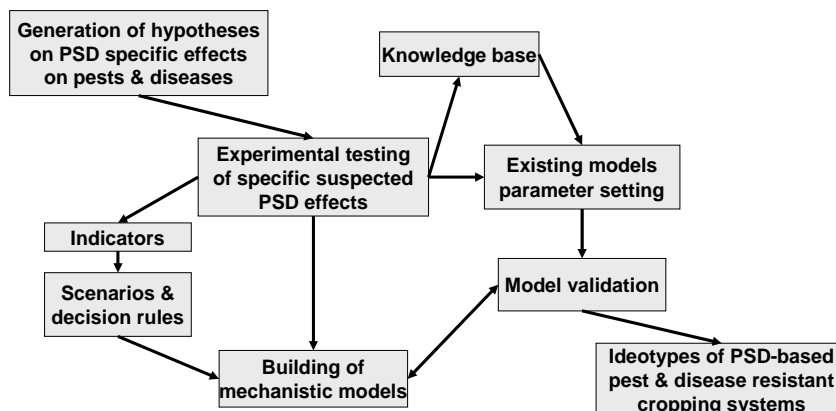 Generation of hypotheses
on PSD specific effects
on pests & diseases
Knowledge base
Experimental testing
of specific suspected
PSD effects
Existing models
parameter setting
Indicators
Scenarios &
decision rules
Model validation
Building of
mechanistic models
Ideotypes of PSD-based
pest & disease resistant
cropping systems